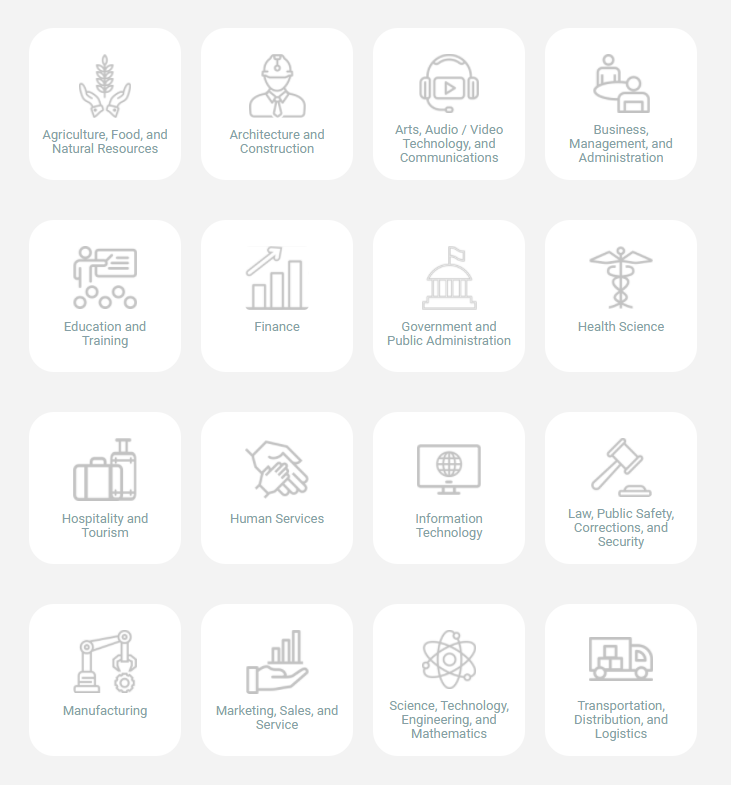 Agriculture, Food, and
Natural Resources
Architecture and
Construction
Arts, Audio / Video
Technology, and
Communications
Business,
Management, and
Administration
Education and
Training
Finance
Government and
Public Administration
Health Science
Hospitality and
Tourism
Human Services
Information
Technology
Law, Public Safety,
Corrections, and
Security
Manufacturing
Marketing, Sales, and
Service
Science, Technology,
Engineering, and
Mathematics
Transportation,
Distribution, and
Logistics